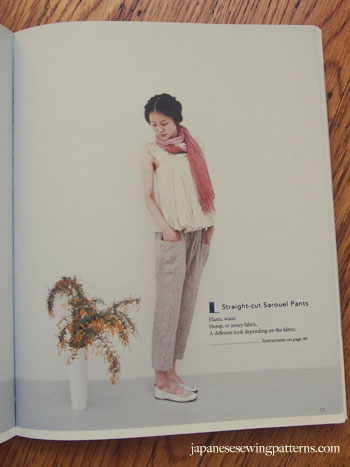 L Straight-cut Sarouel Pants
Elastic waist.
Hemp, or jersey fabric.
A different look depending on the fabric.
Instructions on page 49
17
japanesesewingpatterns.com